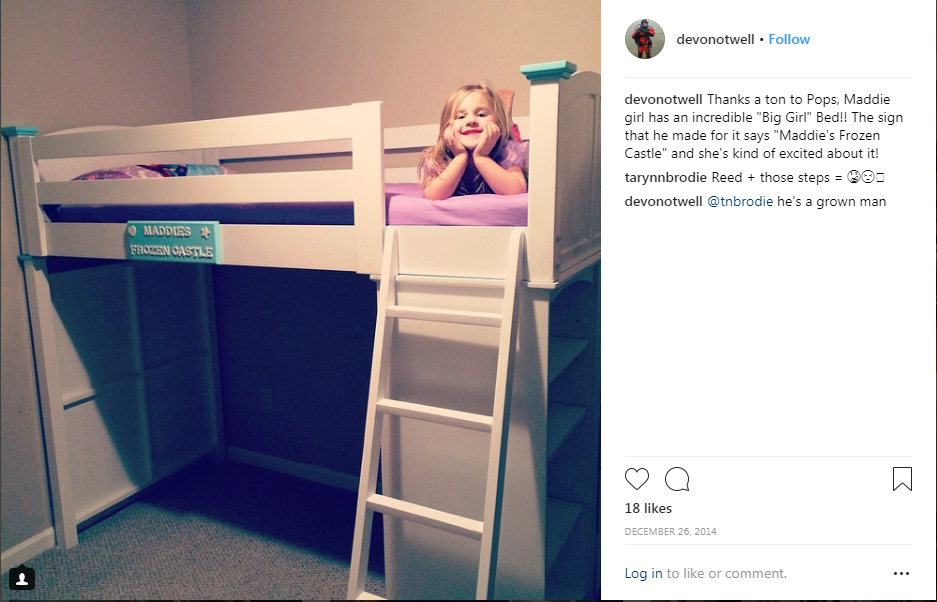 MADDIES
FROZEN CASTLE
devonotwell • Follow
devonotwell Thanks a ton to Pops, Maddie
girl has an incredible "Big Girl" Bed!! The sign
that he made for it says "Maddie's Frozen
Castle" and she's kind of excited about it!
tarynnbrodie Reed + those steps =
devonotwell @tnbrodie he's a grown man
18 likes
DECEMBER 26, 2014
Log in to like or comment.